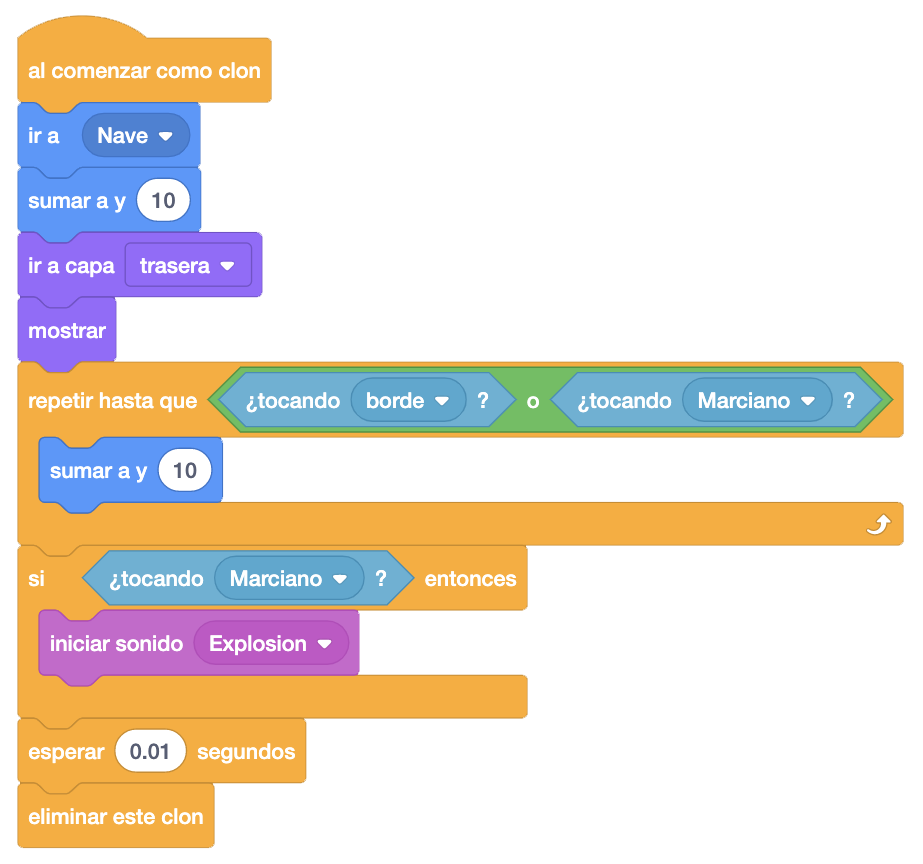 al comenzar como clon
ir a Nave
sumar a y 10
ir a capa trasera
mostrar
repetir hasta que ¿tocando borde ? o ¿tocando Marciano ?
sumar a y 10
si ¿tocando Marciano ? entonces
iniciar sonido Explosion
esperar 0.01 segundos
eliminar este clon